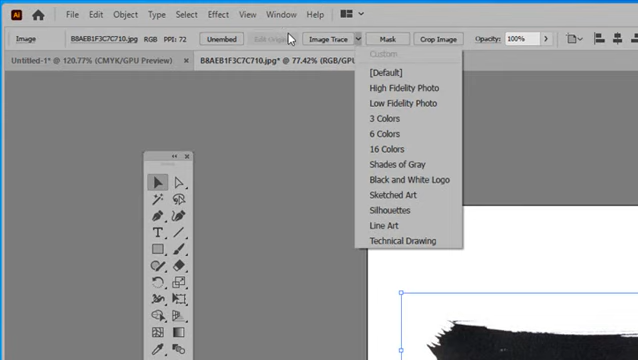 Ai File Edit Object Type Select Effect View Window Help
Image B8AEB1F3C7C710.jpg RGB PPI: 72 Unembed Edit Original Image Trace Mask Crop Image Opacity: 100%
Untitled-1* @ 120.77% (CMYK/GPU Preview) × B8AEB1F3C7C710.jpg* @ 77.42% (RGB/GPU
Custom
[Default]
High Fidelity Photo
Low Fidelity Photo
3 Colors
6 Colors
16 Colors
Shades of Gray
Black and White Logo
Sketched Art
Silhouettes
Line Art
Technical Drawing